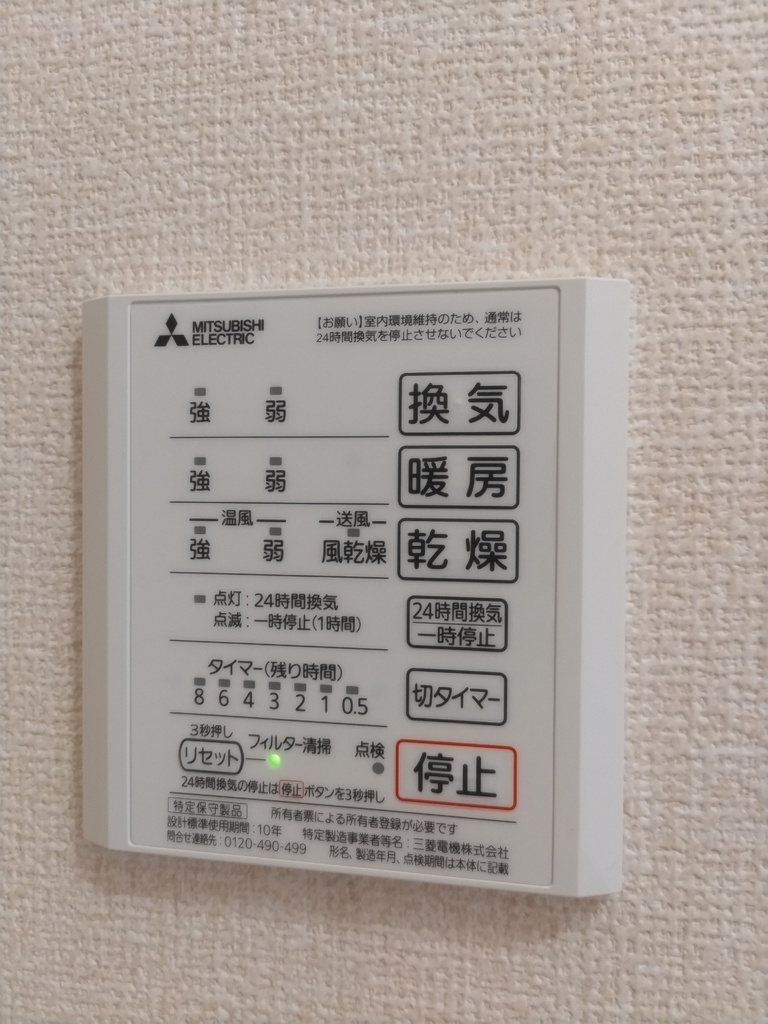 MITSUBISHI
ELECTRIC
【お願い】室内環境維持のため、通常は
24時間換気を停止させないでください
強 弱 換気
強 弱 暖房
温風 送風
強 弱 風乾燥 乾燥
点灯:24時間換気
点滅:一時停止(1時間)
24時間換気
一時停止
タイマー(残り時間)
8 6 4 3 2 1 0.5
切タイマー
3秒押し
リセット フィルター清掃 点検
停止
24時間換気の停止は停止ボタンを3秒押し
特定保守製品 所有者票による所有者登録が必要です
設計標準使用期間:10年 特定製造事業者等名:三菱電機株式会社
問合せ連絡先:0120-490-499 形名、製造年月、点検期間は本体に記載